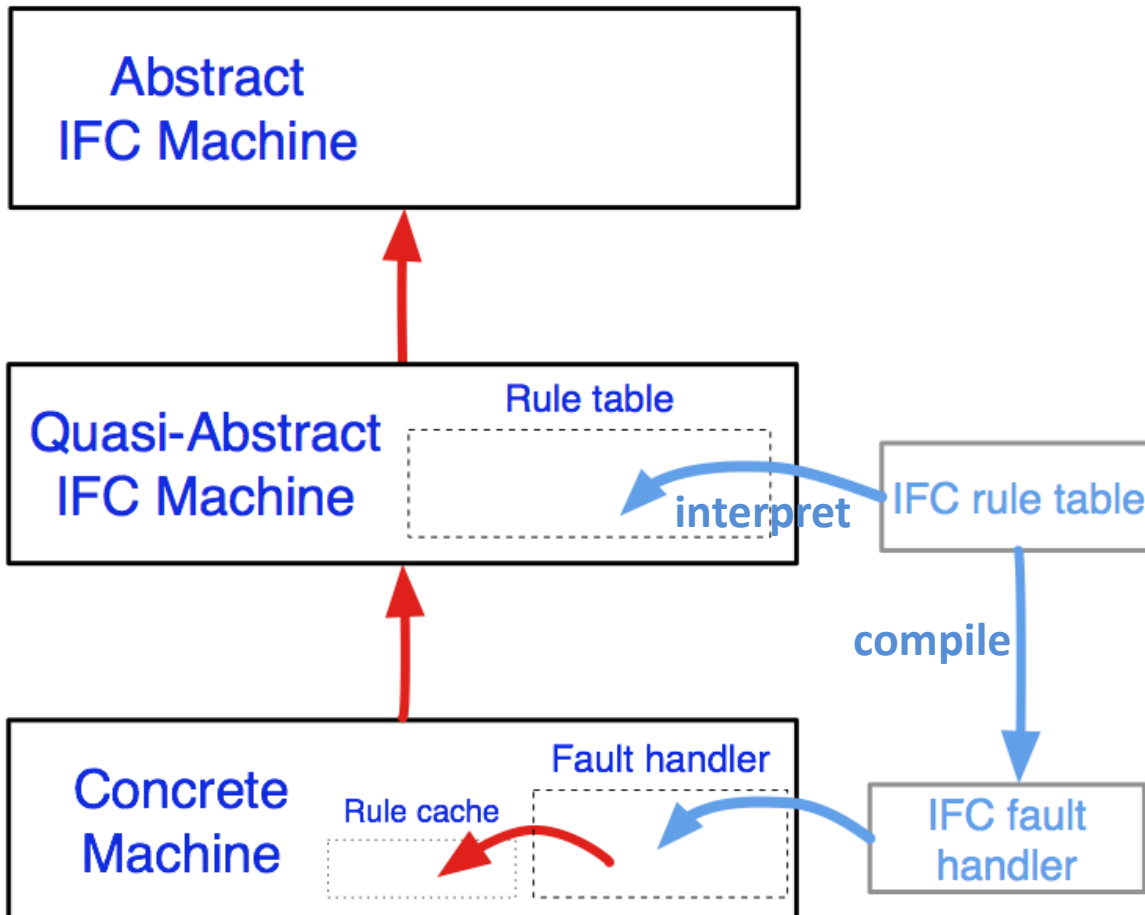 Abstract
IFC Machine
Rule table
Quasi-Abstract
IFC Machine
interpret
IFC rule table
compile
Fault handler
Concrete
Machine
Rule cache
IFC fault
handler